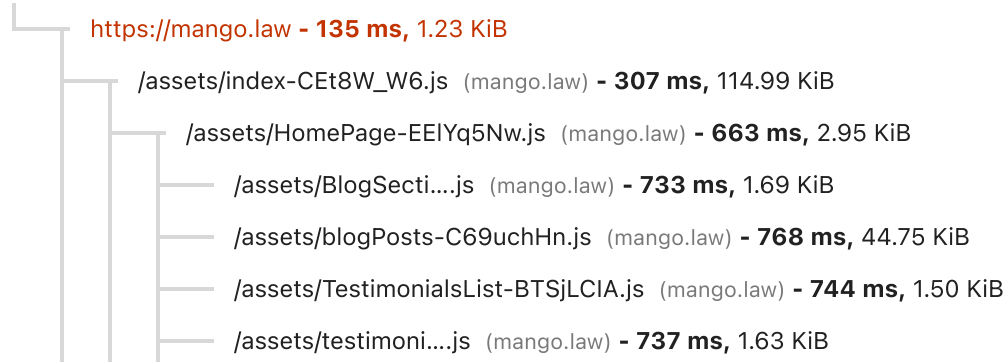 https://mango.law - 135 ms, 1.23 KiB
/assets/index-CEt8W_W6.js (mango.law) - 307 ms, 114.99 KiB
/assets/HomePage-EElYq5Nw.js (mango.law) - 663 ms, 2.95 KiB
/assets/BlogSecti….js (mango.law) - 733 ms, 1.69 KiB
/assets/blogPosts-C69uchHn.js (mango.law) - 768 ms, 44.75 KiB
/assets/TestimonialsList-BTSjLCIA.js (mango.law) - 744 ms, 1.50 KiB
/assets/testimoni….js (mango.law) - 737 ms, 1.63 KiB